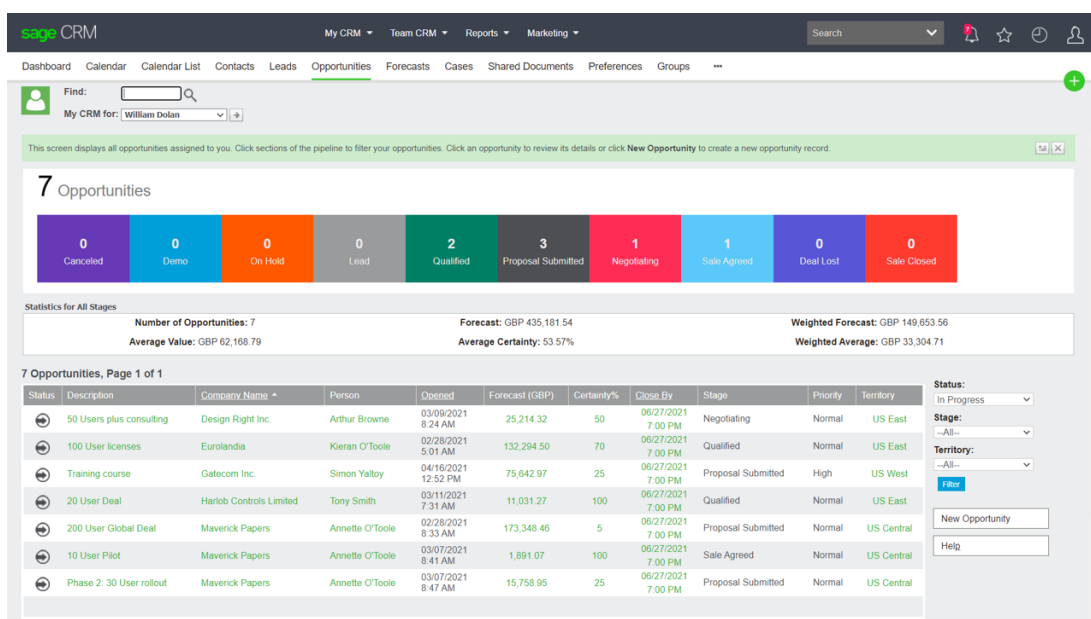 sage CRM
My CRM Team CRM Reports Marketing
Search
7
Dashboard Calendar Calendar List Contacts Leads Opportunities Forecasts Cases Shared Documents Preferences Groups •••
Find:
My CRM for: William Dolan
This screen displays all opportunities assigned to you. Click sections of the pipeline to filter your opportunities. Click an opportunity to review its details or click New Opportunity to create a new opportunity record.
7 Opportunities
0 0 0 0 2 3 1 1 0 0
Canceled Demo On Hold Lead Qualified Proposal Submitted Negotiating Sale Agreed Deal Lost Sale Closed
Statistics for All Stages
Number of Opportunities: 7 Forecast: GBP 435,181.54 Weighted Forecast: GBP 149,653.56
Average Value: GBP 62,168.79 Average Certainty: 53.57% Weighted Average: GBP 33,304.71
7 Opportunities, Page 1 of 1
Status Description Company Name Person Opened Forecast (GBP) Certainty% Close By Stage Priority Territory
50 Users plus consulting Design Right Inc. Arthur Browne 03/09/2021 8:24 AM 25,214.32 50 06/27/2021 7:00 PM Negotiating Normal US East
100 User licenses Eurolandia Kieran O'Toole 02/28/2021 5:01 AM 132,294.50 70 06/27/2021 7:00 PM Qualified Normal US East
Training course Gatecom Inc. Simon Yaltoy 04/16/2021 12:52 PM 75,642.97 25 06/27/2021 7:00 PM Proposal Submitted High US West
20 User Deal Harlob Controls Limited Tony Smith 03/11/2021 7:31 AM 11,031.27 100 06/27/2021 7:00 PM Qualified Normal US East
200 User Global Deal Maverick Papers Annette O'Toole 02/28/2021 8:33 AM 173,348.46 5 06/27/2021 7:00 PM Proposal Submitted Normal US Central
10 User Pilot Maverick Papers Annette O'Toole 03/07/2021 8:41 AM 1,891.07 100 06/27/2021 7:00 PM Sale Agreed Normal US Central
Phase 2: 30 User rollout Maverick Papers Annette O'Toole 03/07/2021 8:47 AM 15,758.95 25 06/27/2021 7:00 PM Proposal Submitted Normal US Central
Status:
In Progress
Stage:
--All--
Territory:
--All--
Filter
New Opportunity
Help